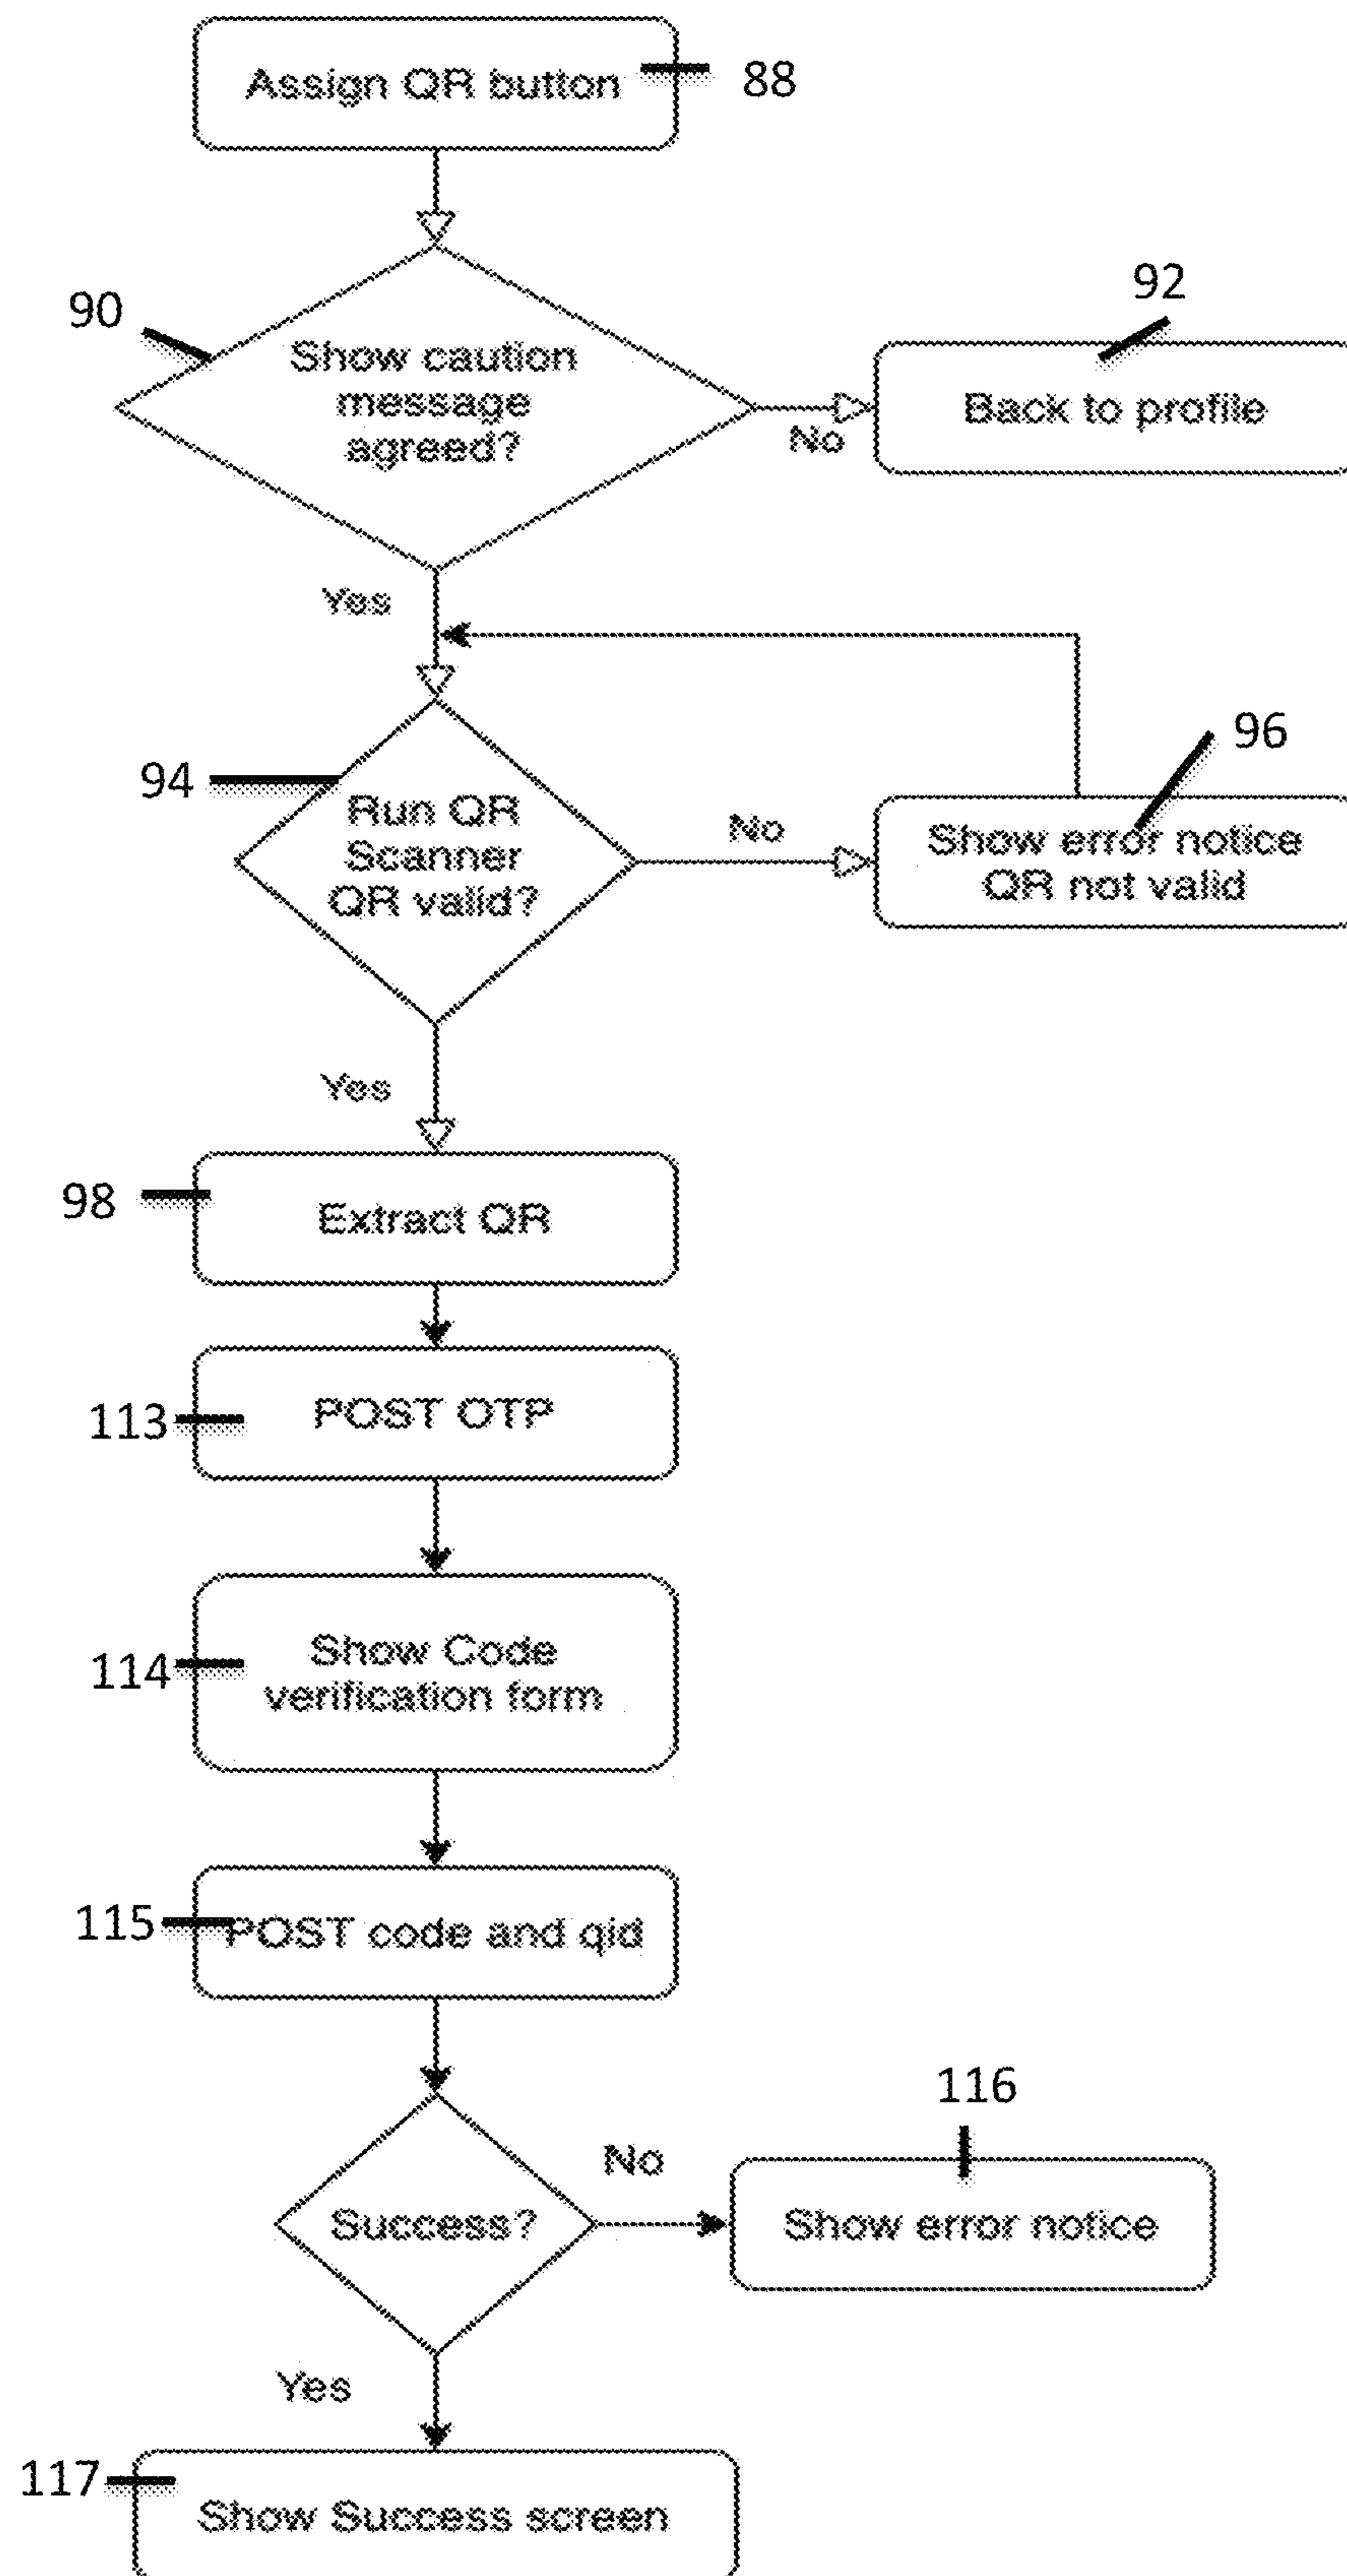 Assign QR button
88
90
Show caution
message
agreed?
92
Back to profile
No
Yes
94
Run QR
Scanner
QR valid?
No
96
Show error notice
QR not valid
Yes
98
Extract QR
113
POST OTP
114
Show Code
verification form
115
POST code and qid
Success?
No
116
Show error notice
Yes
117
Show Success screen